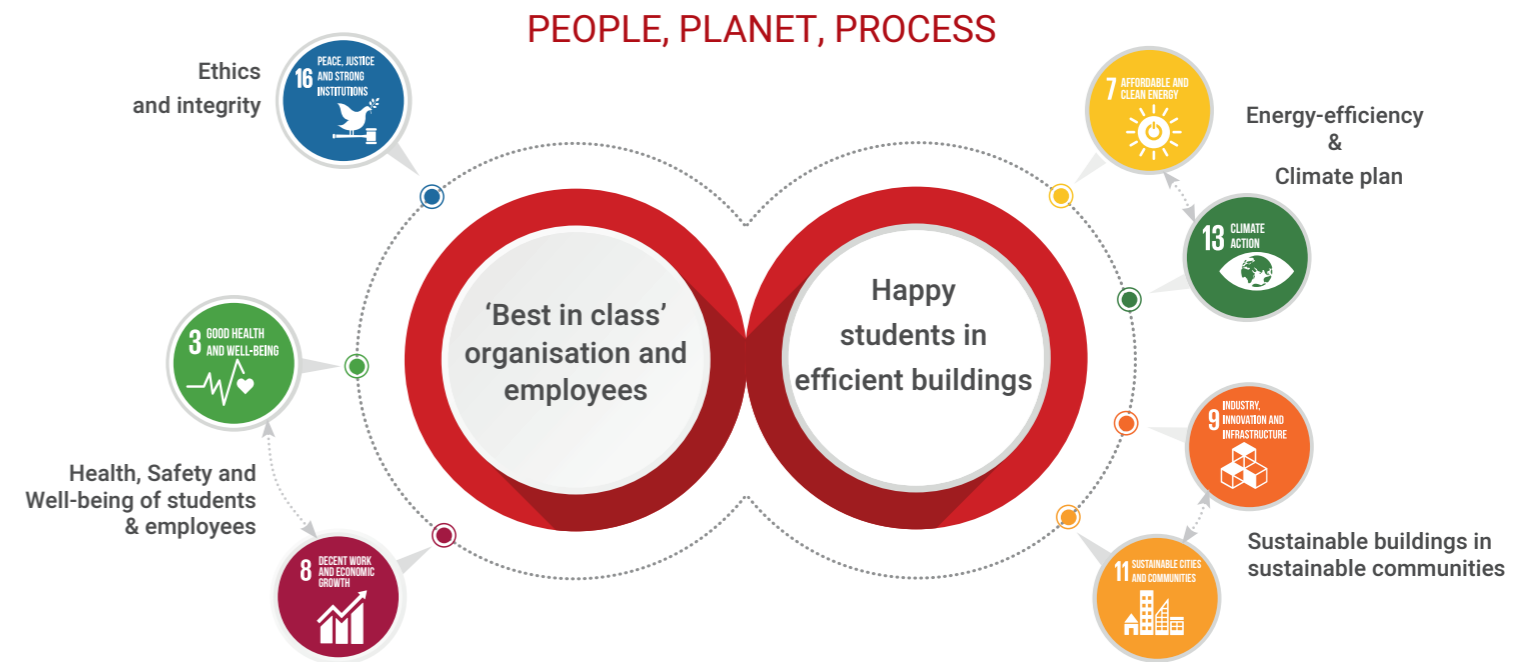 PEOPLE, PLANET, PROCESS
Ethics
and integrity
16 PEACE, JUSTICE
AND STRONG
INSTITUTIONS
3 GOOD HEALTH
AND WELL-BEING
Health, Safety and
Well-being of students
& employees
8 DECENT WORK
AND ECONOMIC
GROWTH
‘Best in class’
organisation and
employees
Happy
students in
efficient buildings
7 AFFORDABLE AND
CLEAN ENERGY
Energy-efficiency
&
Climate plan
13 CLIMATE
ACTION
9 INDUSTRY,
INNOVATION AND
INFRASTRUCTURE
11 SUSTAINABLE CITIES
AND COMMUNITIES
Sustainable buildings in
sustainable communities